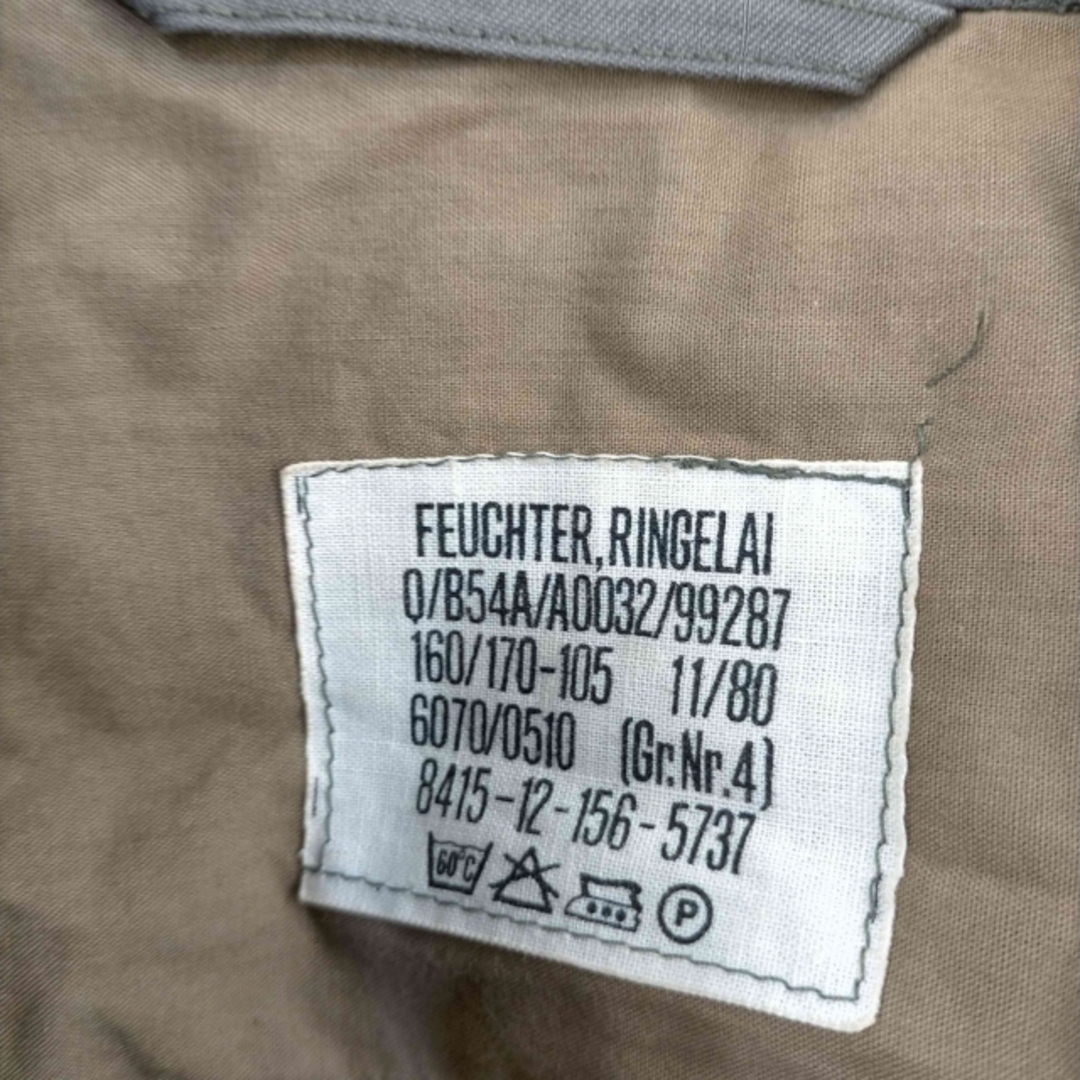 FEUCHTER,RINGELAI
Q/B54A/A0032/99287
160/170-105 11/80
6070/0510 (Gr.Nr.4)
8415-12-156-5737
60°C P